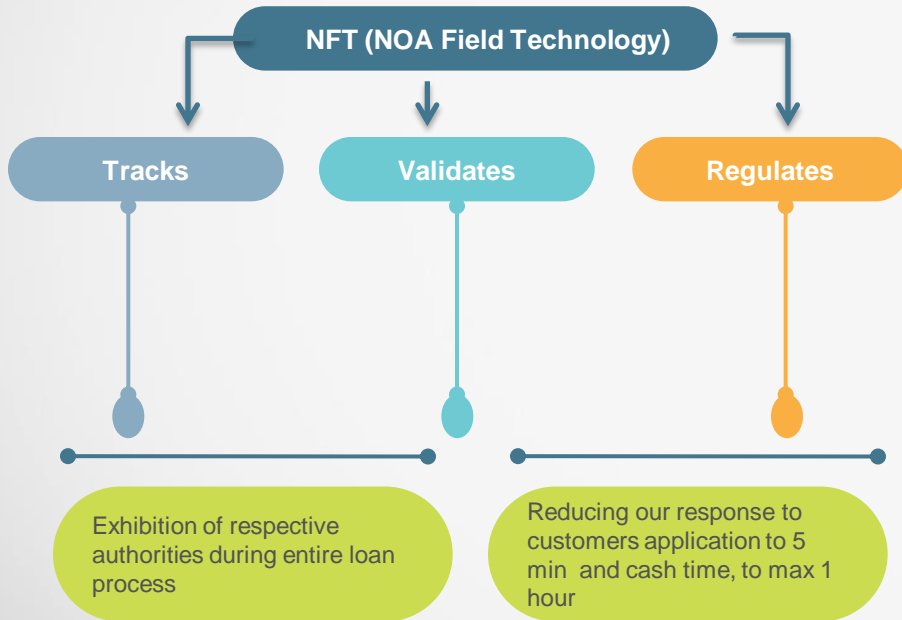 NFT (NOA Field Technology)
Tracks
Validates
Regulates
Exhibition of respective
authorities during entire loan
process
Reducing our response to
customers application to 5
min  and cash time, to max 1
hour